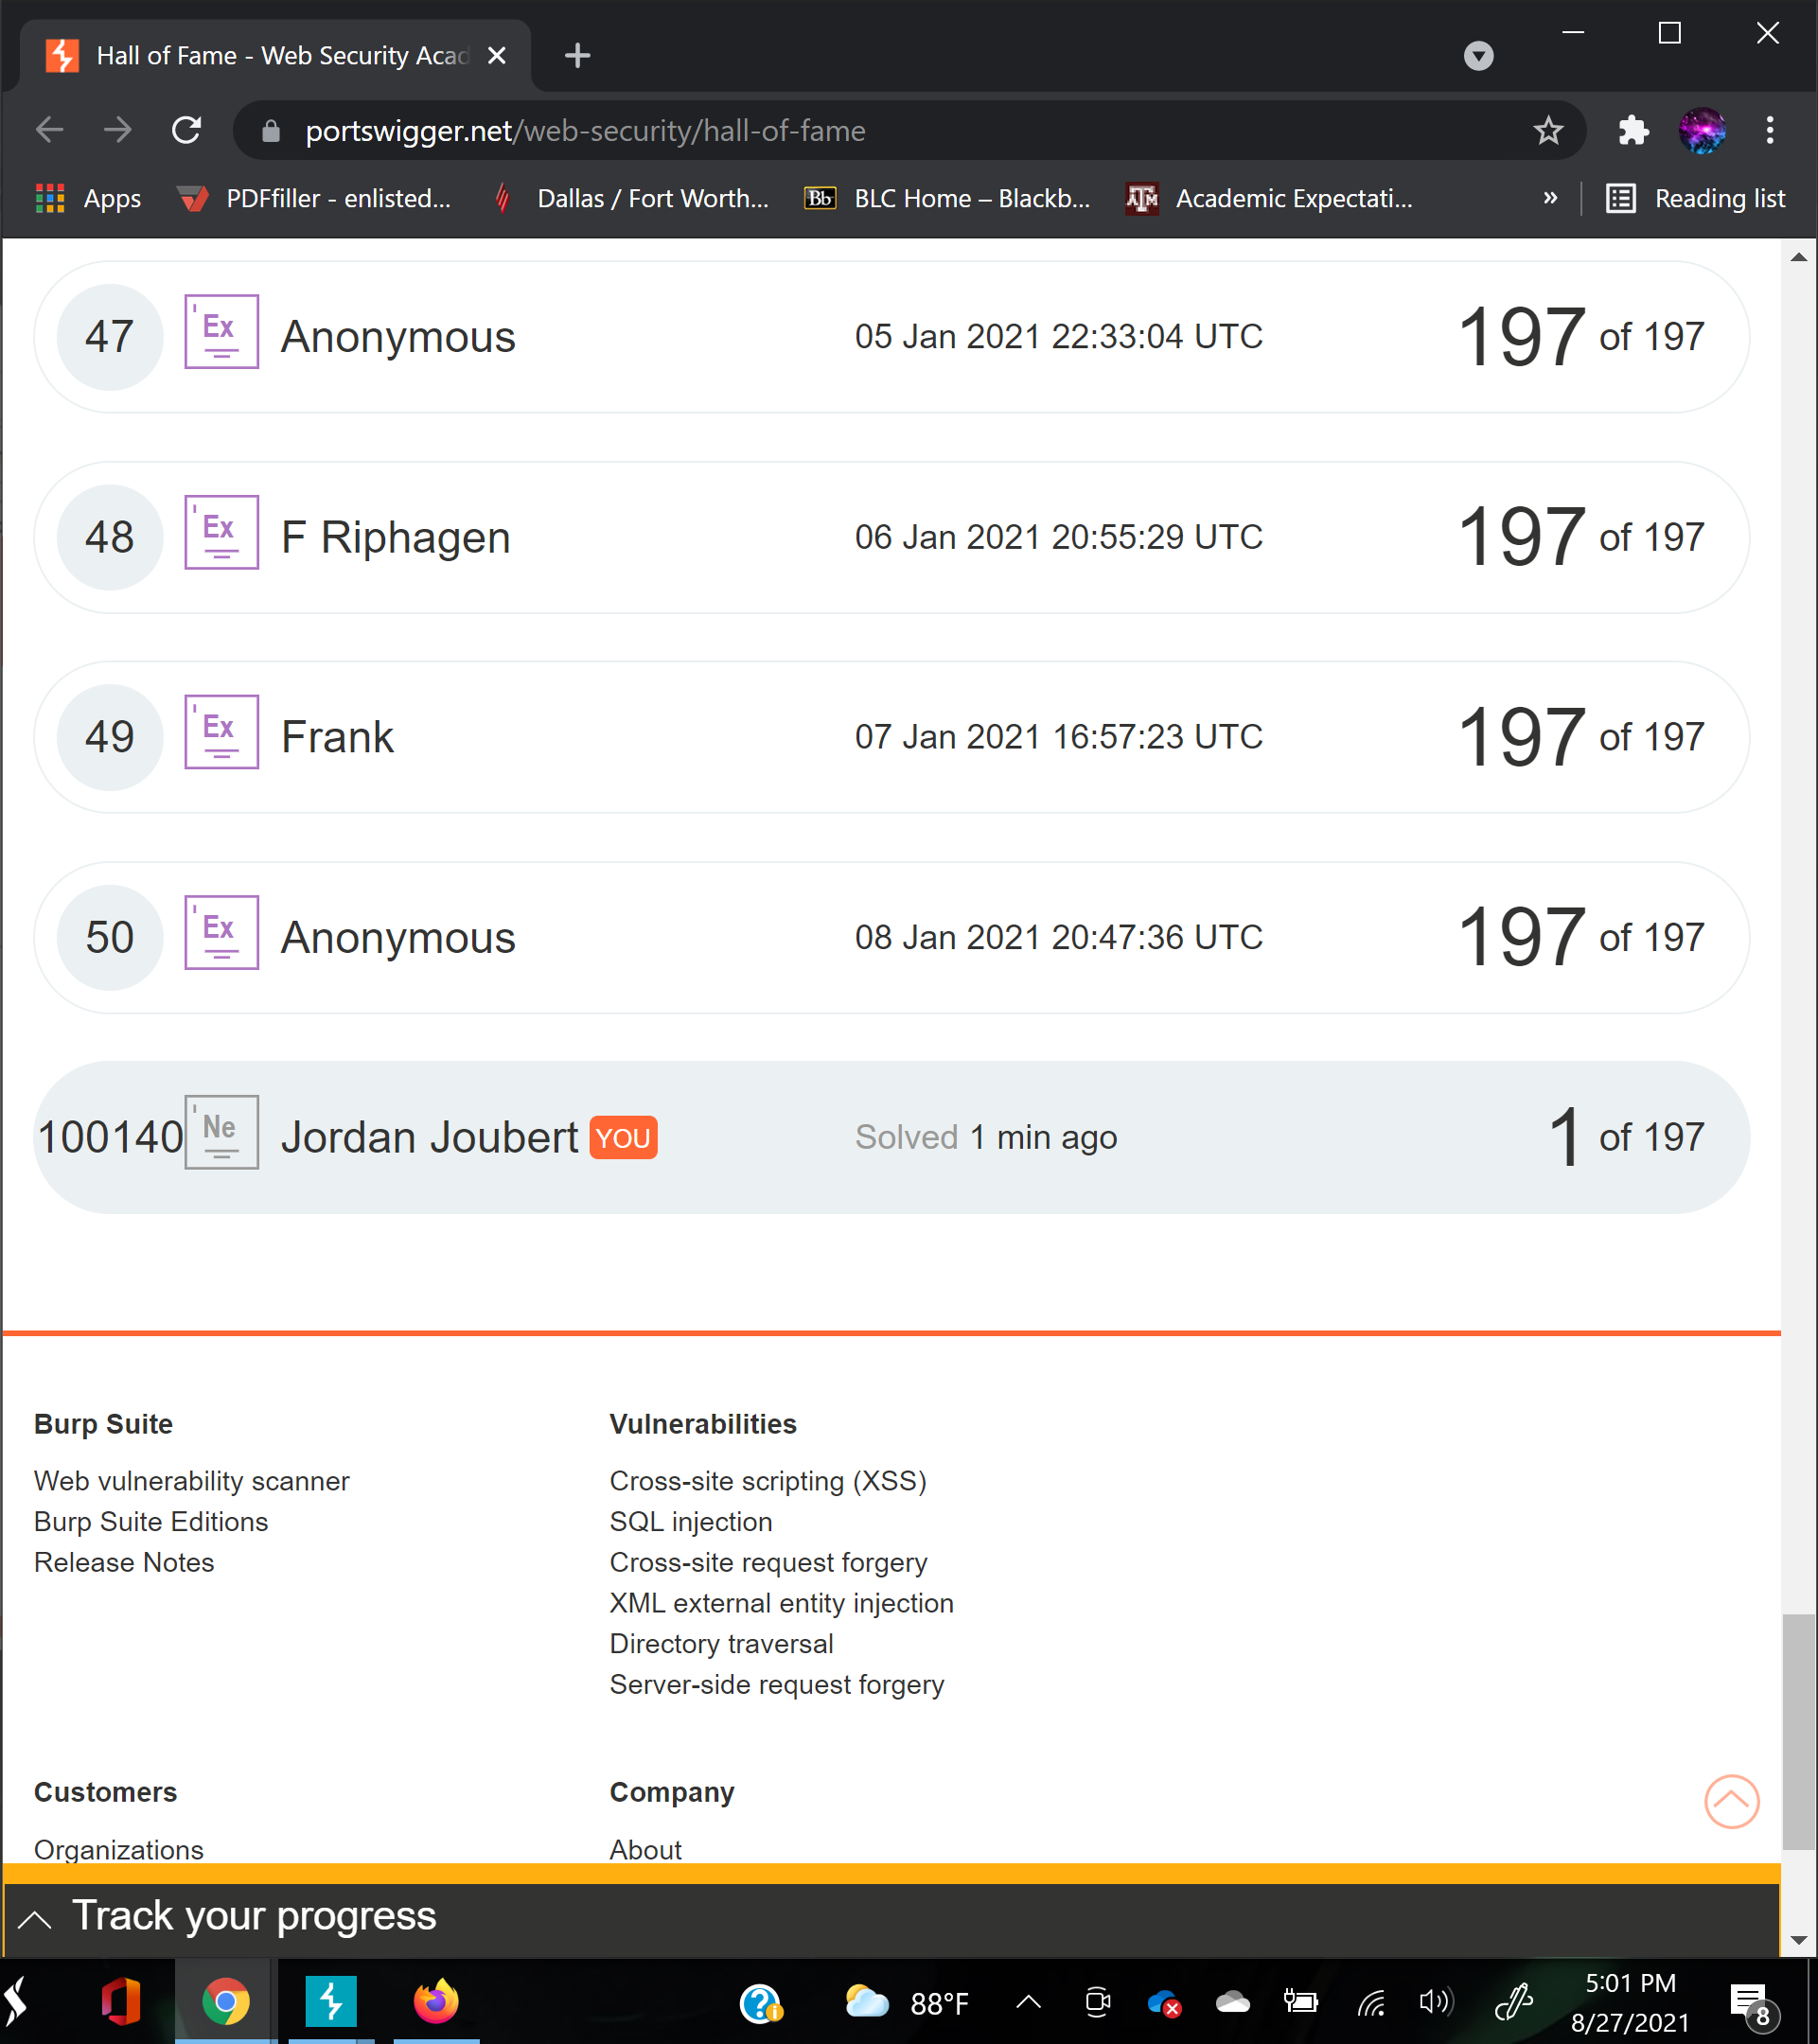 Hall of Fame - Web Security Acad
portswigger.net/web-security/hall-of-fame
Apps PDFfiller - enlisted... Dallas / Fort Worth... Bb BLC Home – Blackb... ATM Academic Expectati... » Reading list
47 Ex Anonymous 05 Jan 2021 22:33:04 UTC 197 of 197
48 Ex F Riphagen 06 Jan 2021 20:55:29 UTC 197 of 197
49 Ex Frank 07 Jan 2021 16:57:23 UTC 197 of 197
50 Ex Anonymous 08 Jan 2021 20:47:36 UTC 197 of 197
100140 Ne Jordan Joubert YOU Solved 1 min ago 1 of 197
Burp Suite
Web vulnerability scanner
Burp Suite Editions
Release Notes
Vulnerabilities
Cross-site scripting (XSS)
SQL injection
Cross-site request forgery
XML external entity injection
Directory traversal
Server-side request forgery
Customers
Organizations
Company
About
Track your progress
88°F
5:01 PM
8/27/2021
8